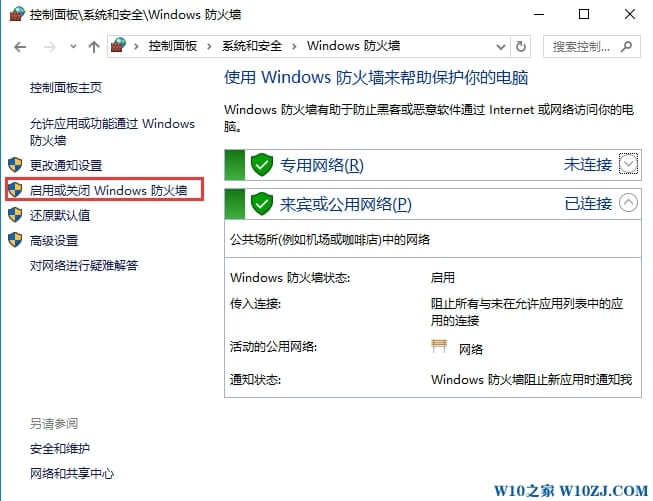 控制面板\系统和安全\Windows 防火墙
控制面板 系统和安全 Windows 防火墙
搜索控制...
控制面板主页
允许应用或功能通过 Windows
防火墙
更改通知设置
启用或关闭 Windows 防火墙
还原默认值
高级设置
对网络进行疑难解答
另请参阅
安全和维护
网络和共享中心
使用 Windows 防火墙来帮助保护你的电脑
Windows 防火墙有助于防止黑客或恶意软件通过 Internet 或网络访问你的电
脑。
专用网络(R) 未连接
来宾或公用网络(P) 已连接
公共场所(例如机场或咖啡店)中的网络
Windows 防火墙状态: 启用
传入连接: 阻止所有与未在允许应用列表中的应
用的连接
活动的公用网络: 网络
通知状态: Windows 防火墙阻止新应用时通知我
W10之家 W10ZJ.COM